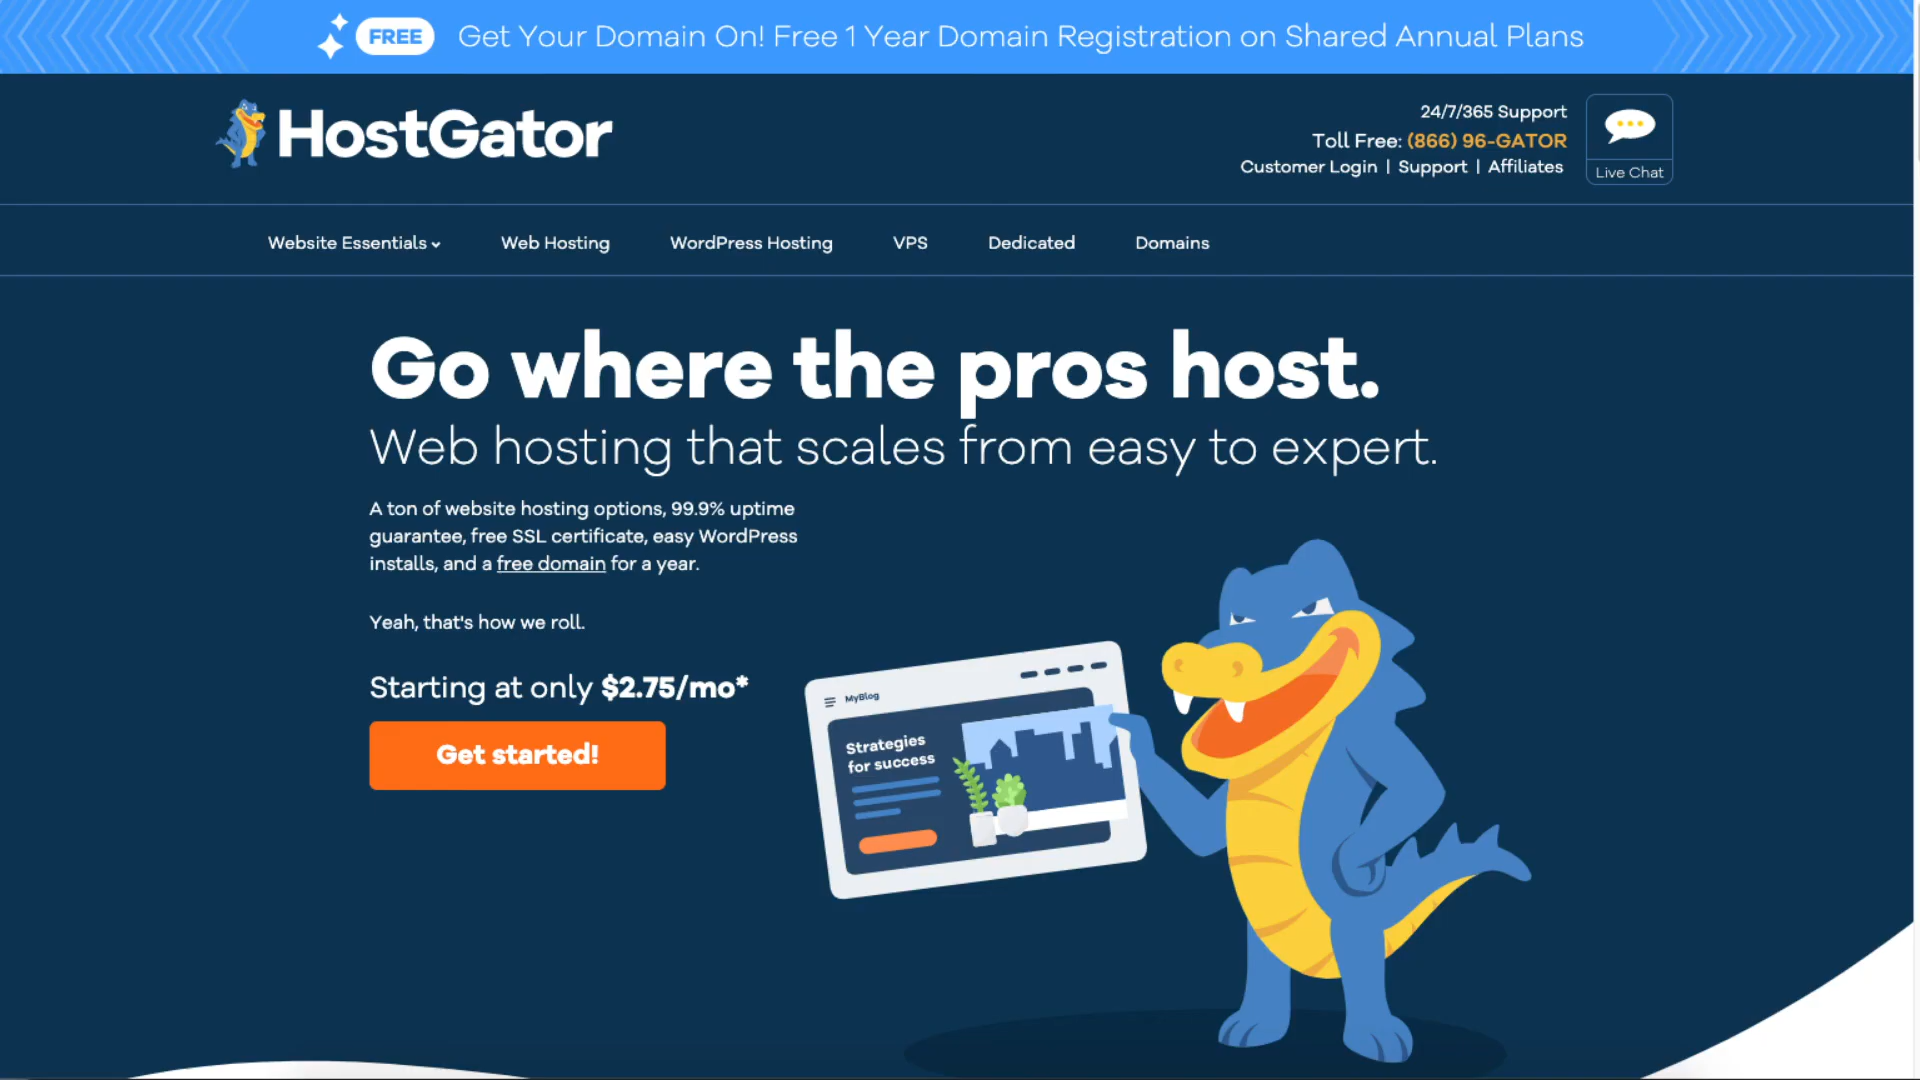 FREE Get Your Domain On! Free 1 Year Domain Registration on Shared Annual Plans
HostGator
24/7/365 Support
Toll Free: (866) 96-GATOR
Customer Login | Support | Affiliates
Live Chat
Website Essentials Web Hosting WordPress Hosting VPS Dedicated Domains
Go where the pros host.
Web hosting that scales from easy to expert.
A ton of website hosting options, 99.9% uptime
guarantee, free SSL certificate, easy WordPress
installs, and a free domain for a year.
Yeah, that's how we roll.
Starting at only $2.75/mo*
Get started!
MyBlog
Strategies
for success